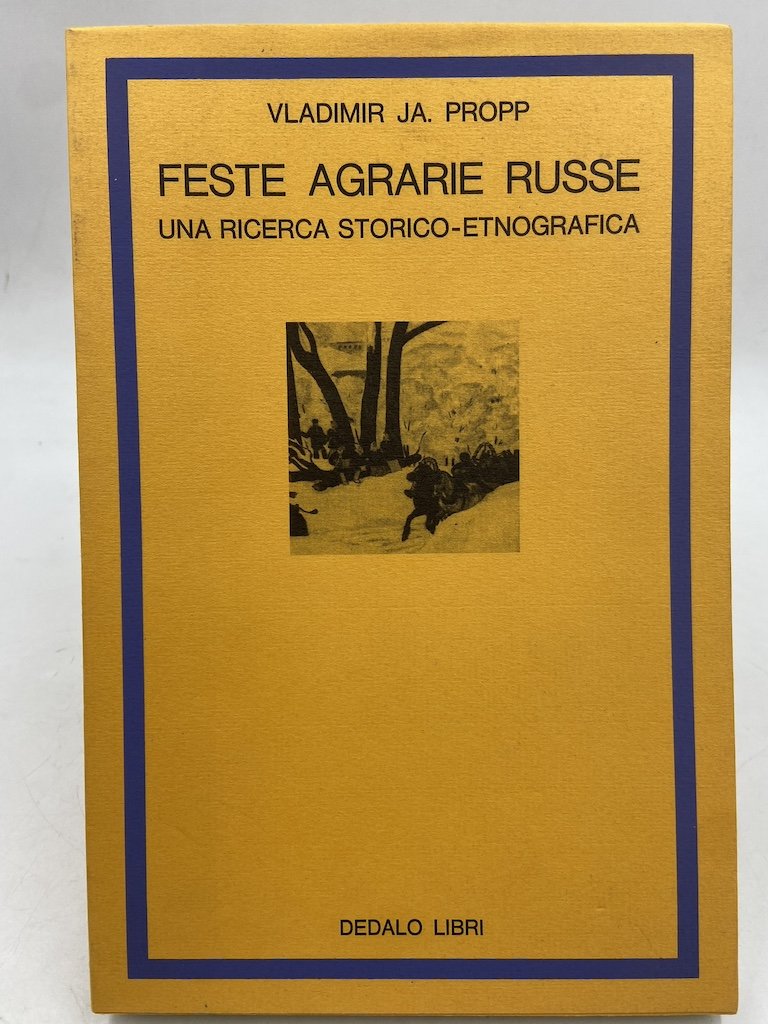 VLADIMIR JA. PROPP
FESTE AGRARIE RUSSE
UNA RICERCA STORICO-ETNOGRAFICA
DEDALO LIBRI